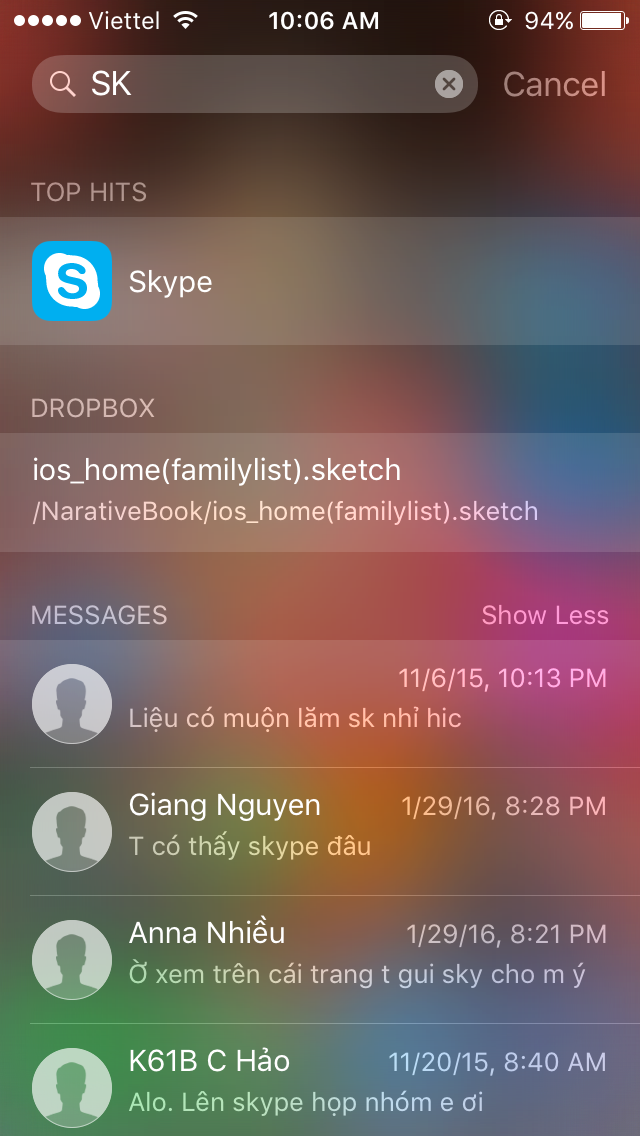 Viettel 10:06 AM 94%
SK Cancel
TOP HITS
Skype
DROPBOX
ios_home(familylist).sketch
/NarativeBook/ios_home(familylist).sketch
MESSAGES Show Less
11/6/15, 10:13 PM
Liệu có muộn lăm sk nhỉ hic
Giang Nguyen 1/29/16, 8:28 PM
T có thấy skype đâu
Anna Nhiều 1/29/16, 8:21 PM
Ờ xem trên cái trang t gui sky cho m ý
K61B C Hảo 11/20/15, 8:40 AM
Alo. Lên skype họp nhóm e ơi